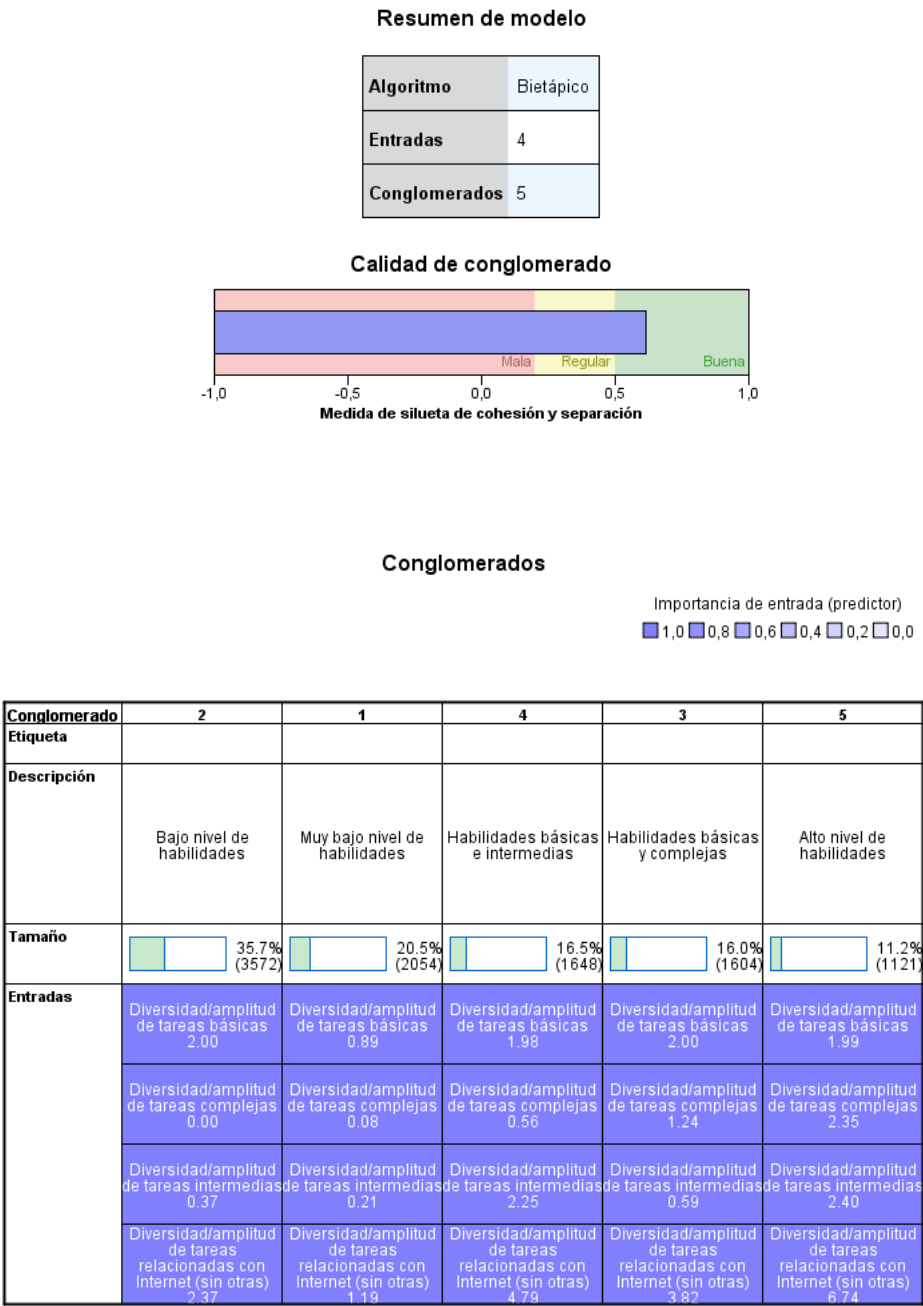 Resumen de modelo
Algoritmo Bietápico
Entradas 4
Conglomerados 5
Calidad de conglomerado
Mala Regular Buena
-1,0 -0,5 0,0 0,5 1,0
Medida de silueta de cohesión y separación
Conglomerados
Importancia de entrada (predictor)
1,0 0,8 0,6 0,4 0,2 0,0
Conglomerado 2 1 4 3 5
Etiqueta
Descripción
Bajo nivel de Muy bajo nivel de Habilidades básicas Habilidades básicas Alto nivel de
habilidades habilidades e intermedias y complejas habilidades
Tamaño
35.7% 20.5% 16.5% 16.0% 11.2%
(3572) (2054) (1648) (1604) (1121)
Entradas
Diversidad/amplitud Diversidad/amplitud Diversidad/amplitud Diversidad/amplitud Diversidad/amplitud
de tareas básicas de tareas básicas de tareas básicas de tareas básicas de tareas básicas
2.00 0.89 1.98 2.00 1.99
Diversidad/amplitud Diversidad/amplitud Diversidad/amplitud Diversidad/amplitud Diversidad/amplitud
de tareas complejas de tareas complejas de tareas complejas de tareas complejas de tareas complejas
0.00 0.08 0.56 1.24 2.35
Diversidad/amplitud Diversidad/amplitud Diversidad/amplitud Diversidad/amplitud Diversidad/amplitud
de tareas intermedias de tareas intermedias de tareas intermedias de tareas intermedias de tareas intermedias
0.37 0.21 2.25 0.59 2.40
Diversidad/amplitud Diversidad/amplitud Diversidad/amplitud Diversidad/amplitud Diversidad/amplitud
de tareas de tareas de tareas de tareas de tareas
relacionadas con relacionadas con relacionadas con relacionadas con relacionadas con
Internet (sin otras) Internet (sin otras) Internet (sin otras) Internet (sin otras) Internet (sin otras)
2.37 1.19 4.79 3.82 6.74